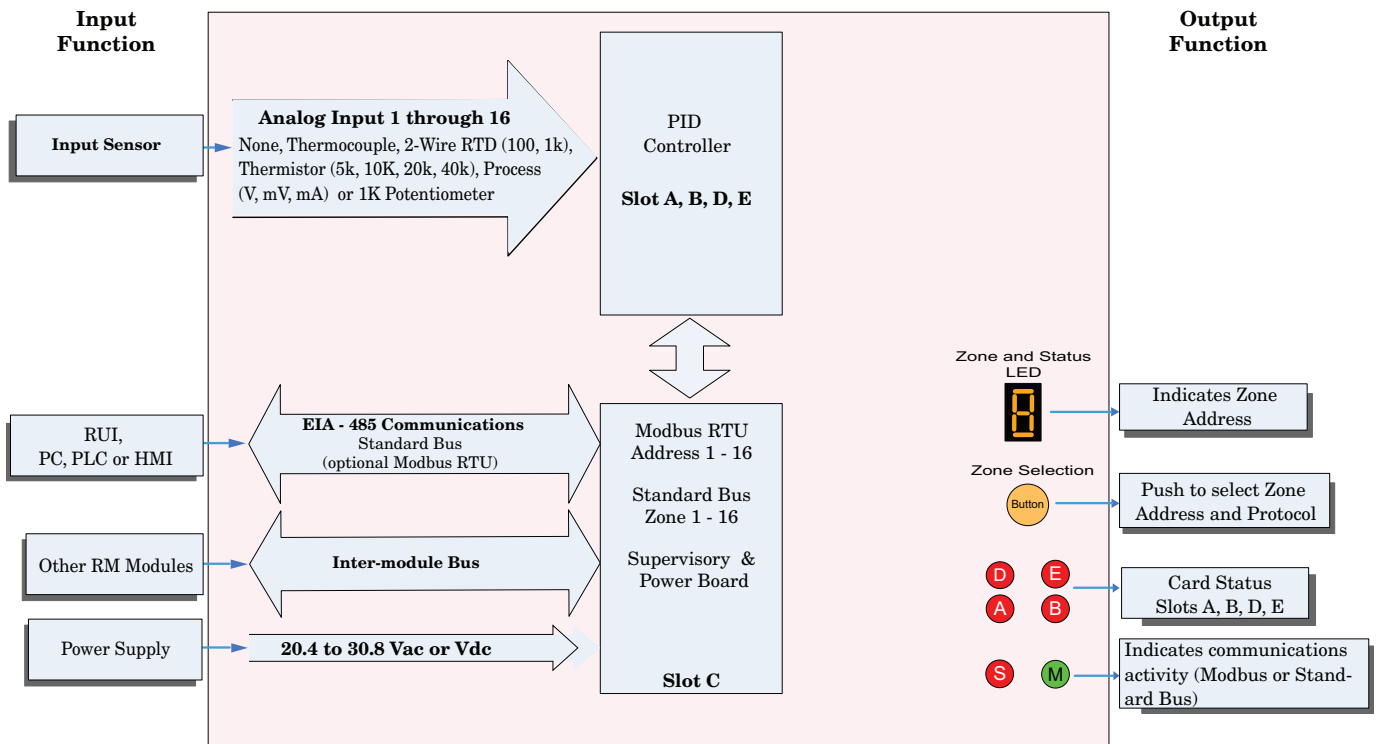 Input
Function
Output
Function
Input Sensor
Analog Input 1 through 16
None, Thermocouple, 2-Wire RTD (100, 1k),
Thermistor (5k, 10K, 20k, 40k), Process
(V, mV, mA) or 1K Potentiometer
PID
Controller
Slot A, B, D, E
Zone and Status
LED
Indicates Zone
Address
RUI,
PC, PLC or HMI
EIA - 485 Communications
Standard Bus
(optional Modbus RTU)
Modbus RTU
Address 1 - 16
Standard Bus
Zone 1 - 16
Supervisory &
Power Board
Slot C
Zone Selection
Button
Push to select Zone
Address and Protocol
Other RM Modules
Inter-module Bus
D
E
A
B
Card Status
Slots A, B, D, E
Power Supply
20.4 to 30.8 Vac or Vdc
S
M
Indicates communications
activity (Modbus or Stand-
ard Bus)